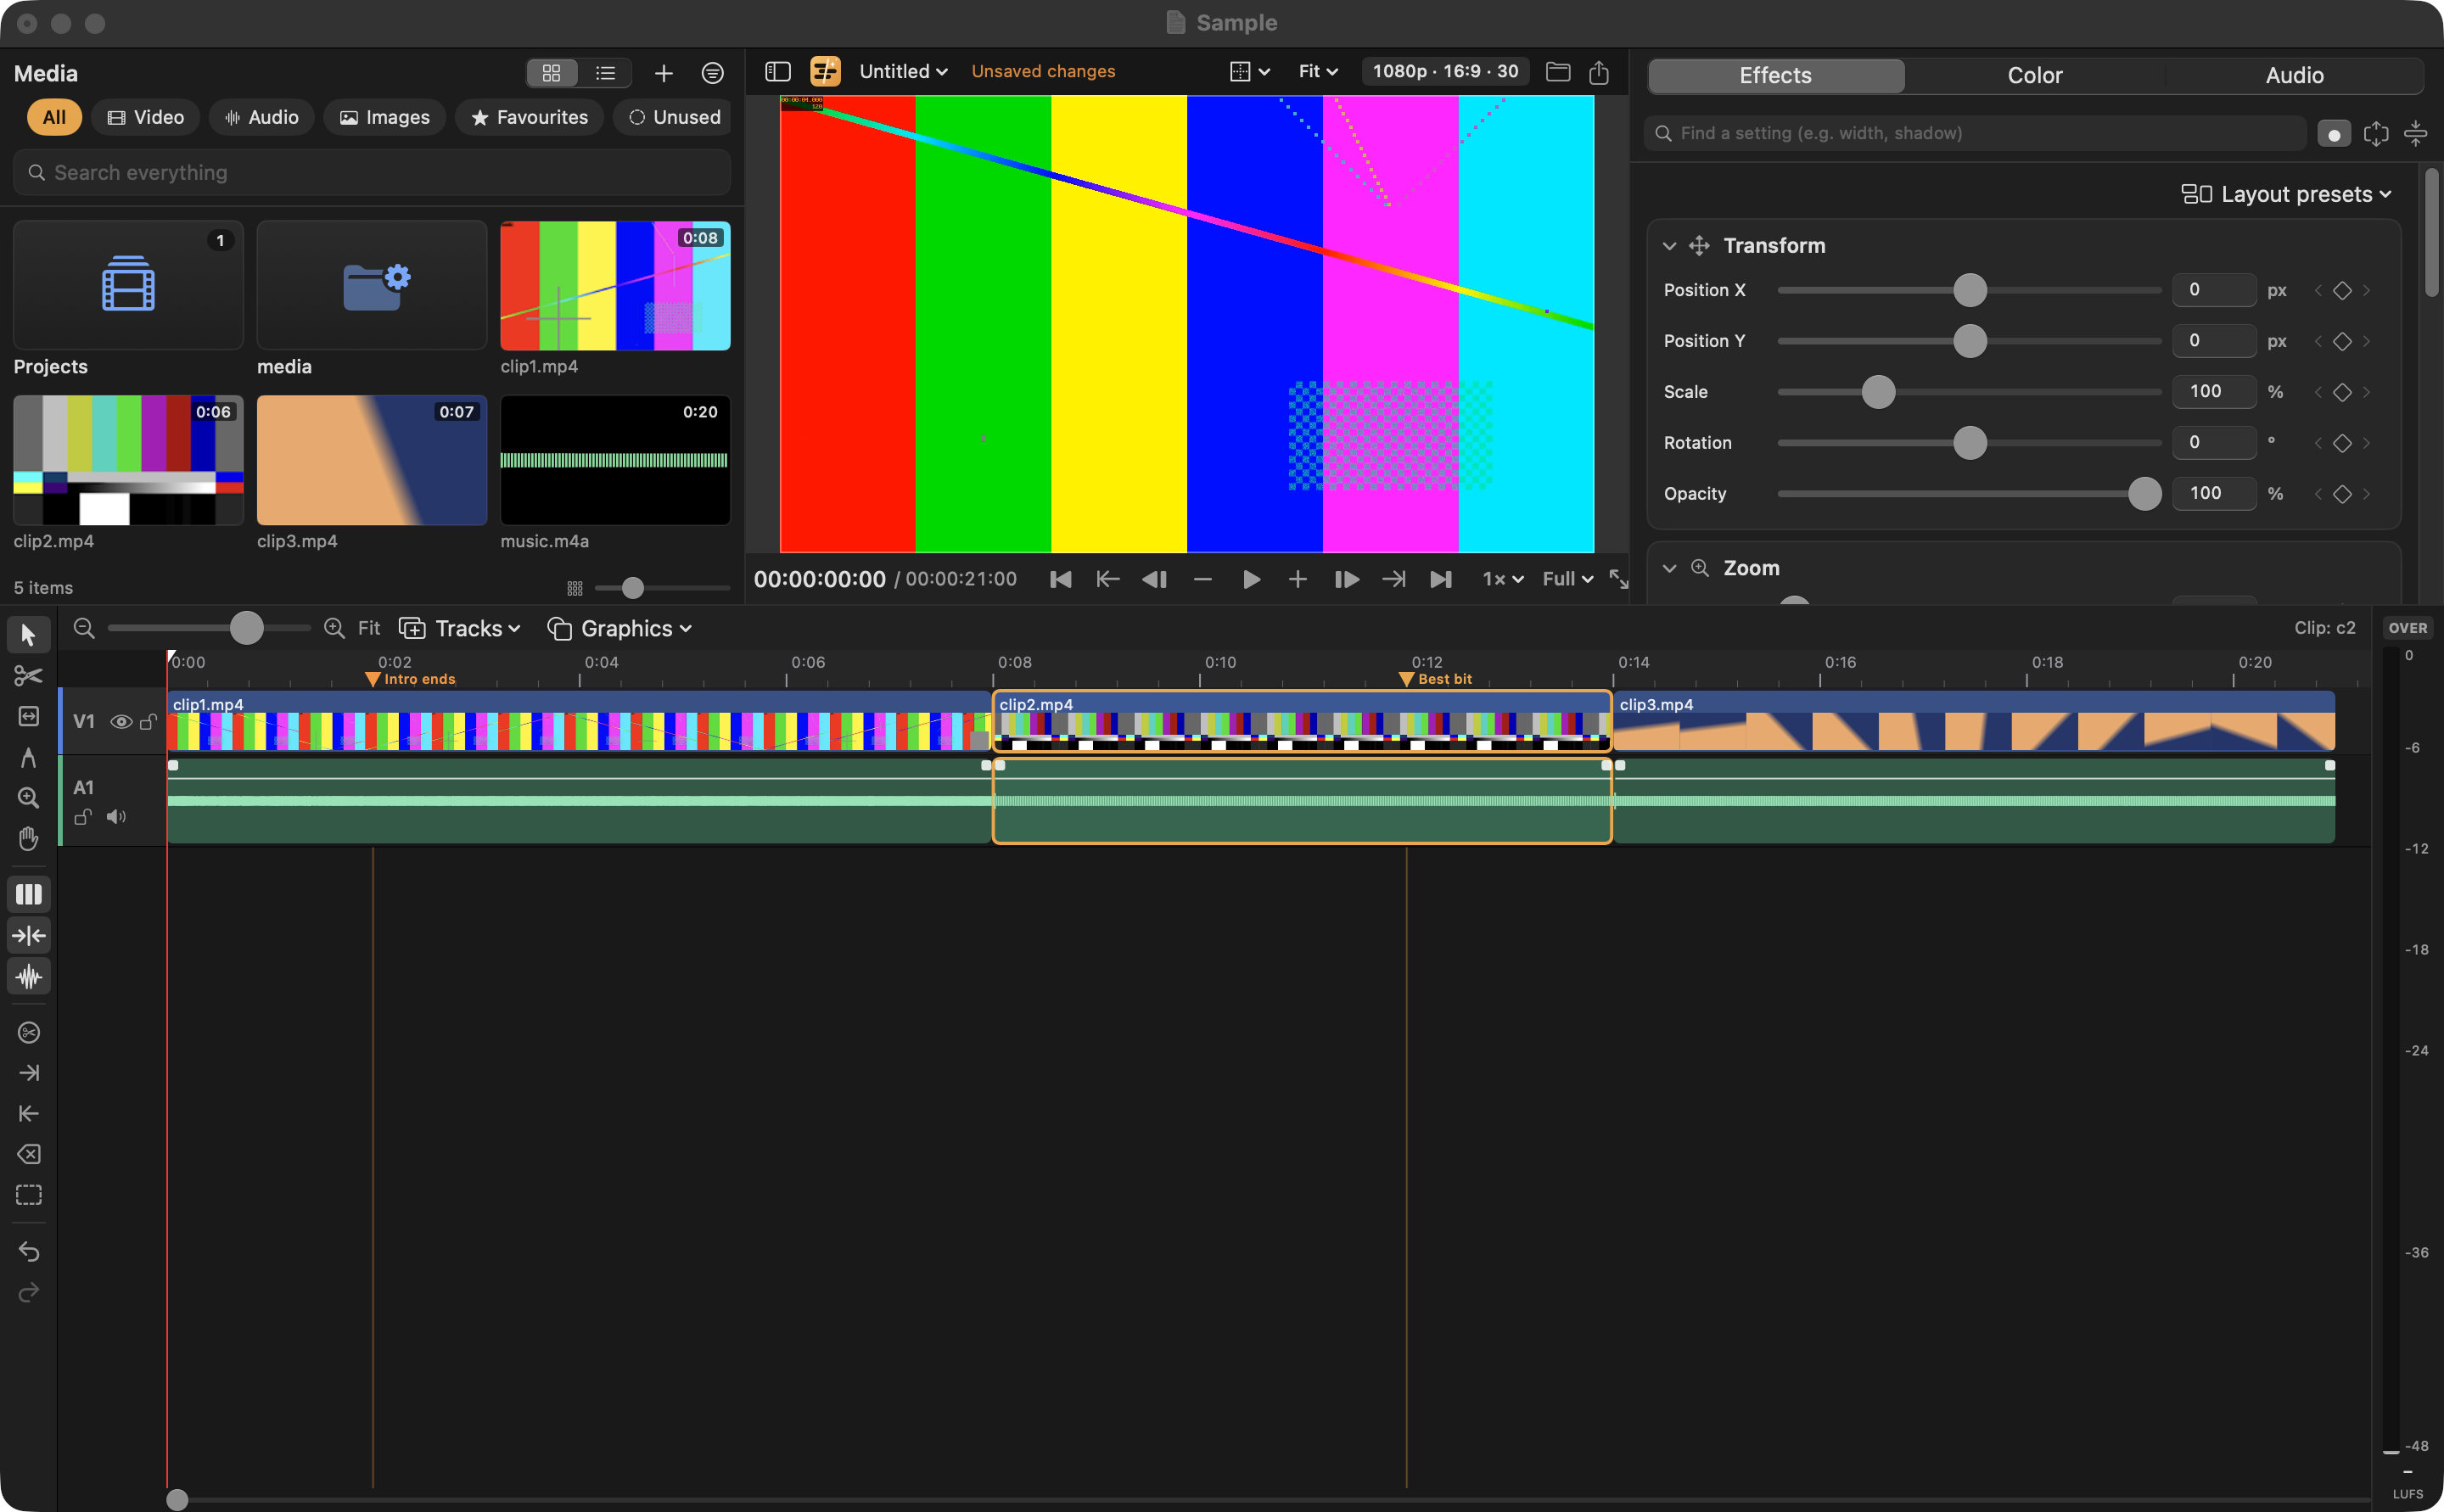 Sample
Media
All
Video
Audio
Images
Favourites
Unused
Search everything
1
Projects
media
0:08
clip1.mp4
0:06
clip2.mp4
0:07
clip3.mp4
0:20
music.m4a
5 items
Untitled
Unsaved changes
Fit
1080p · 16:9 · 30
00:00:04.000
120
00:00:00:00 / 00:00:21:00
1×
Full
Effects
Color
Audio
Find a setting (e.g. width, shadow)
Layout presets
Transform
Position X 0 px
Position Y 0 px
Scale 100 %
Rotation 0 °
Opacity 100 %
Zoom
Fit
Tracks
Graphics
Clip: c2
OVER
0:00 0:02 0:04 0:06 0:08 0:10 0:12 0:14 0:16 0:18 0:20
Intro ends
Best bit
V1
clip1.mp4
clip2.mp4
clip3.mp4
A1
0
-6
-12
-18
-24
-36
-48
–
LUFS